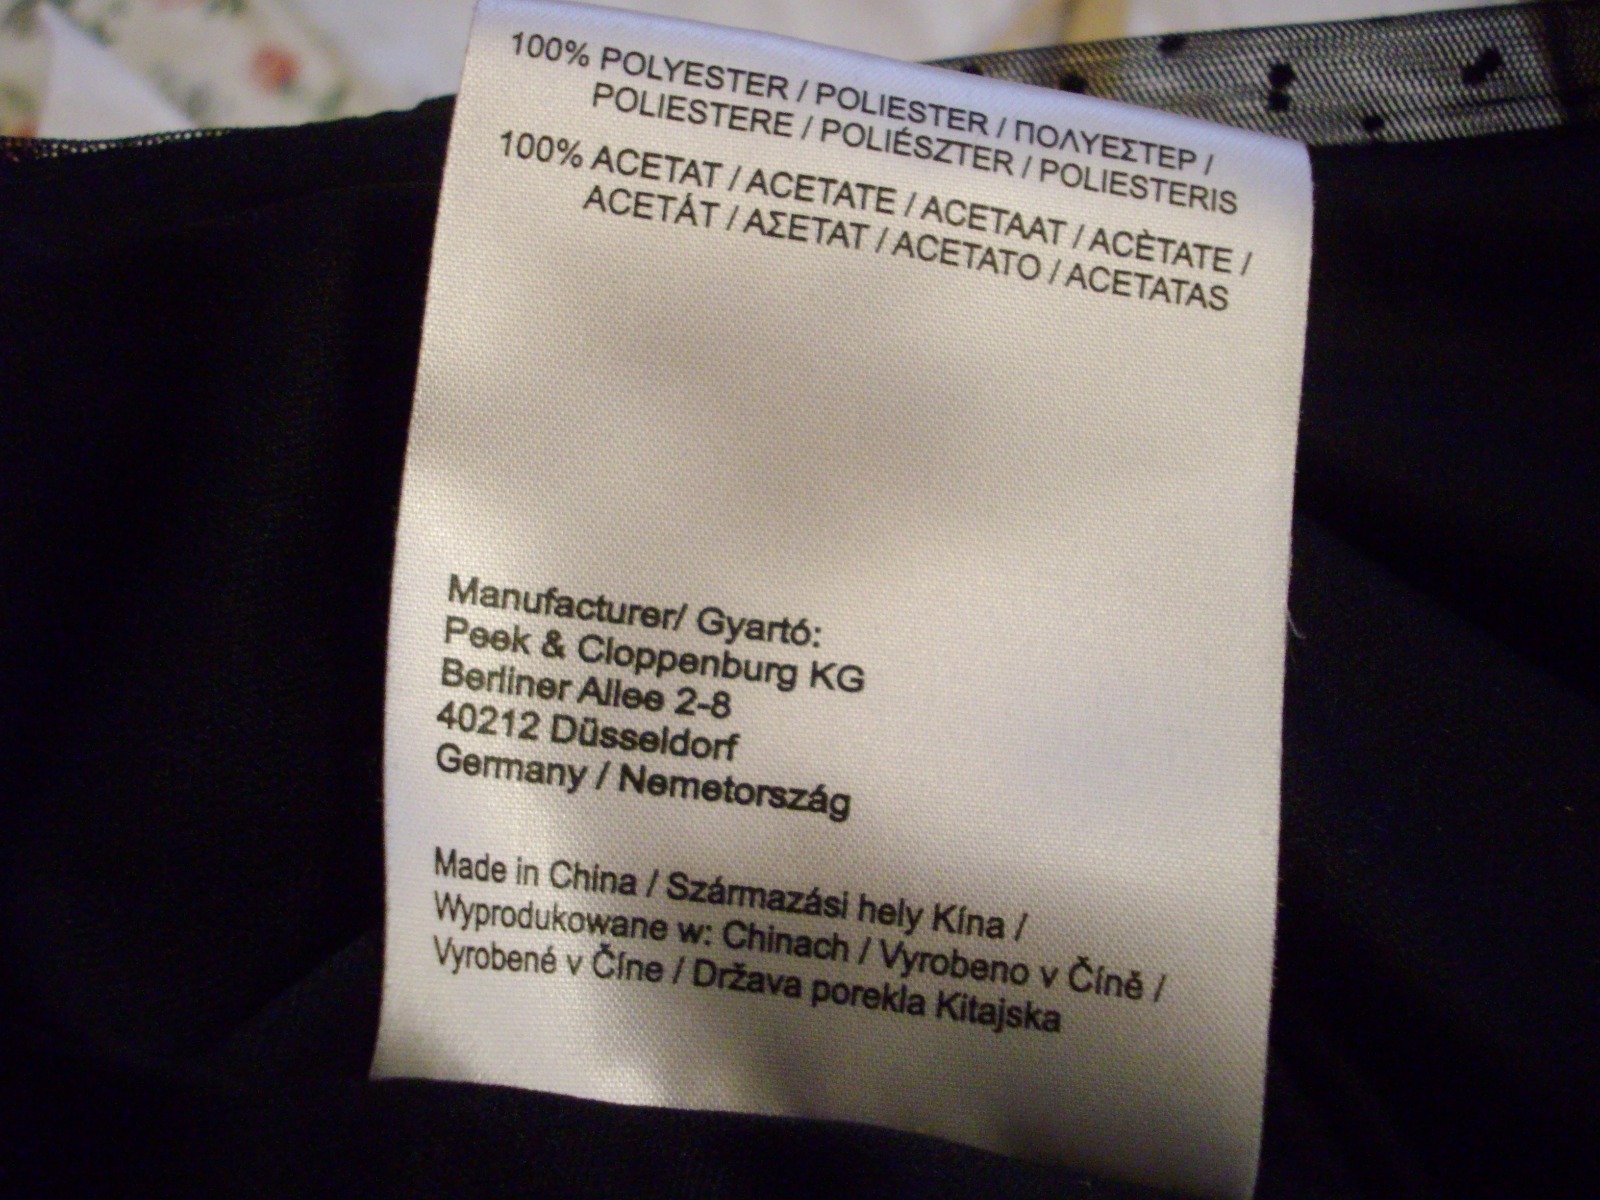 100% POLYESTER / POLIESTER / ΠΟΛΥΕΣΤΕΡ /
POLIESTERE / POLIÉSZTER / POLIESTERIS
100% ACETAT / ACETATE / ACETAAT / ACÈTATE /
ACETÁT / ΑΣΕΤΑΤ / ACETATO / ACETATAS
Manufacturer/ Gyartó:
Peek & Cloppenburg KG
Berliner Allee 2-8
40212 Düsseldorf
Germany / Nemetország
Made in China / Származási hely Kína /
Wyprodukowane w: Chinach / Vyrobeno v Číně /
Vyrobené v Číne / Država porekla Kitajska